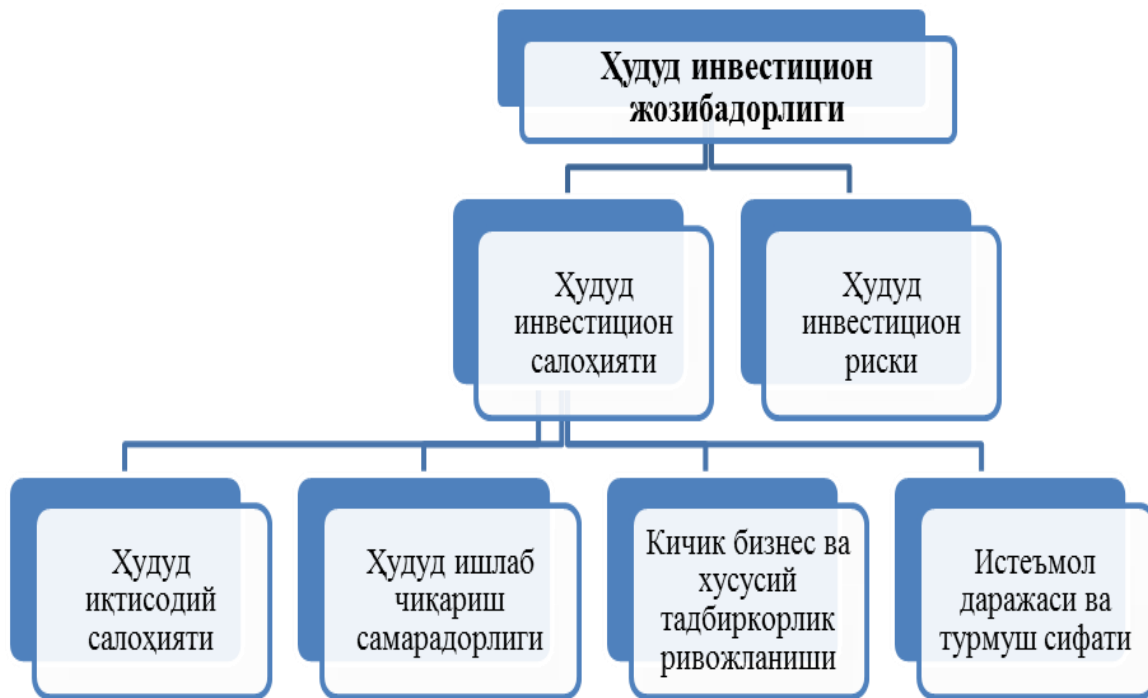 Ҳудуд инвестицион
жозибадорлиги
Ҳудуд
инвестицион
салоҳияти
Ҳудуд
инвестицион
риски
Ҳудуд
иқтисодий
салоҳияти
Ҳудуд ишлаб
чиқариш
самарадорлиги
Кичик бизнес ва
хусусий
тадбиркорлик
ривожланиши
Истеъмол
даражаси ва
турмуш сифати